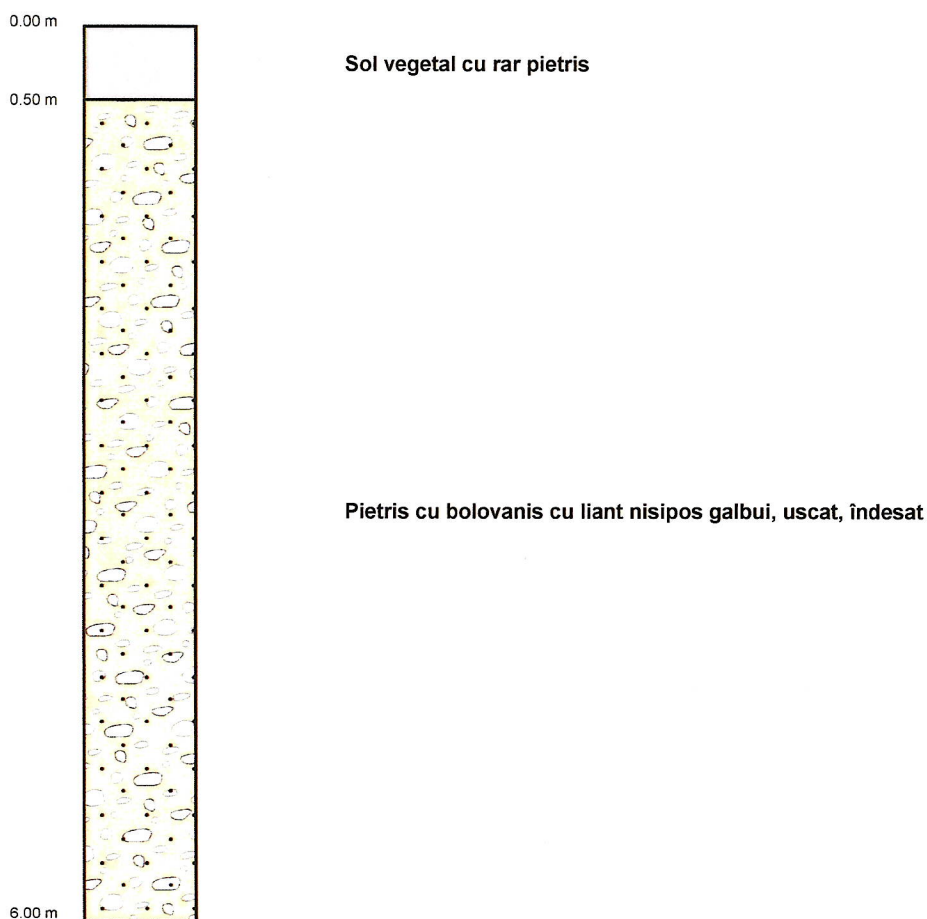 0.00 m
Sol vegetal cu rar pietris
0.50 m
Pietris cu bolovanis cu liant nisipos galbui, uscat, îndesat
6.00 m